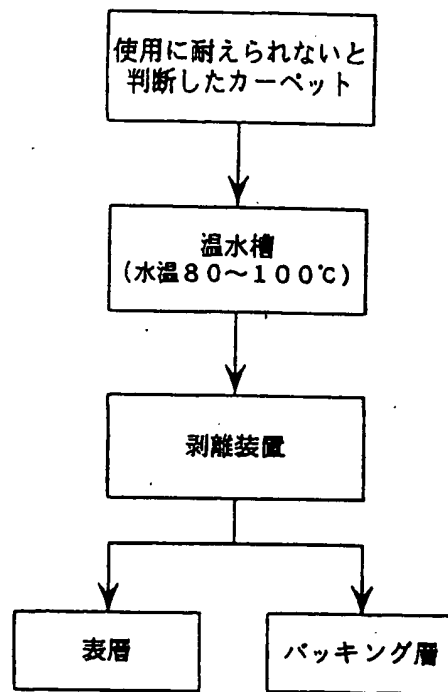 使用に耐えられないと
判断したカーペット
温水槽
(水温80～100℃)
剥離装置
表層
バッキング層